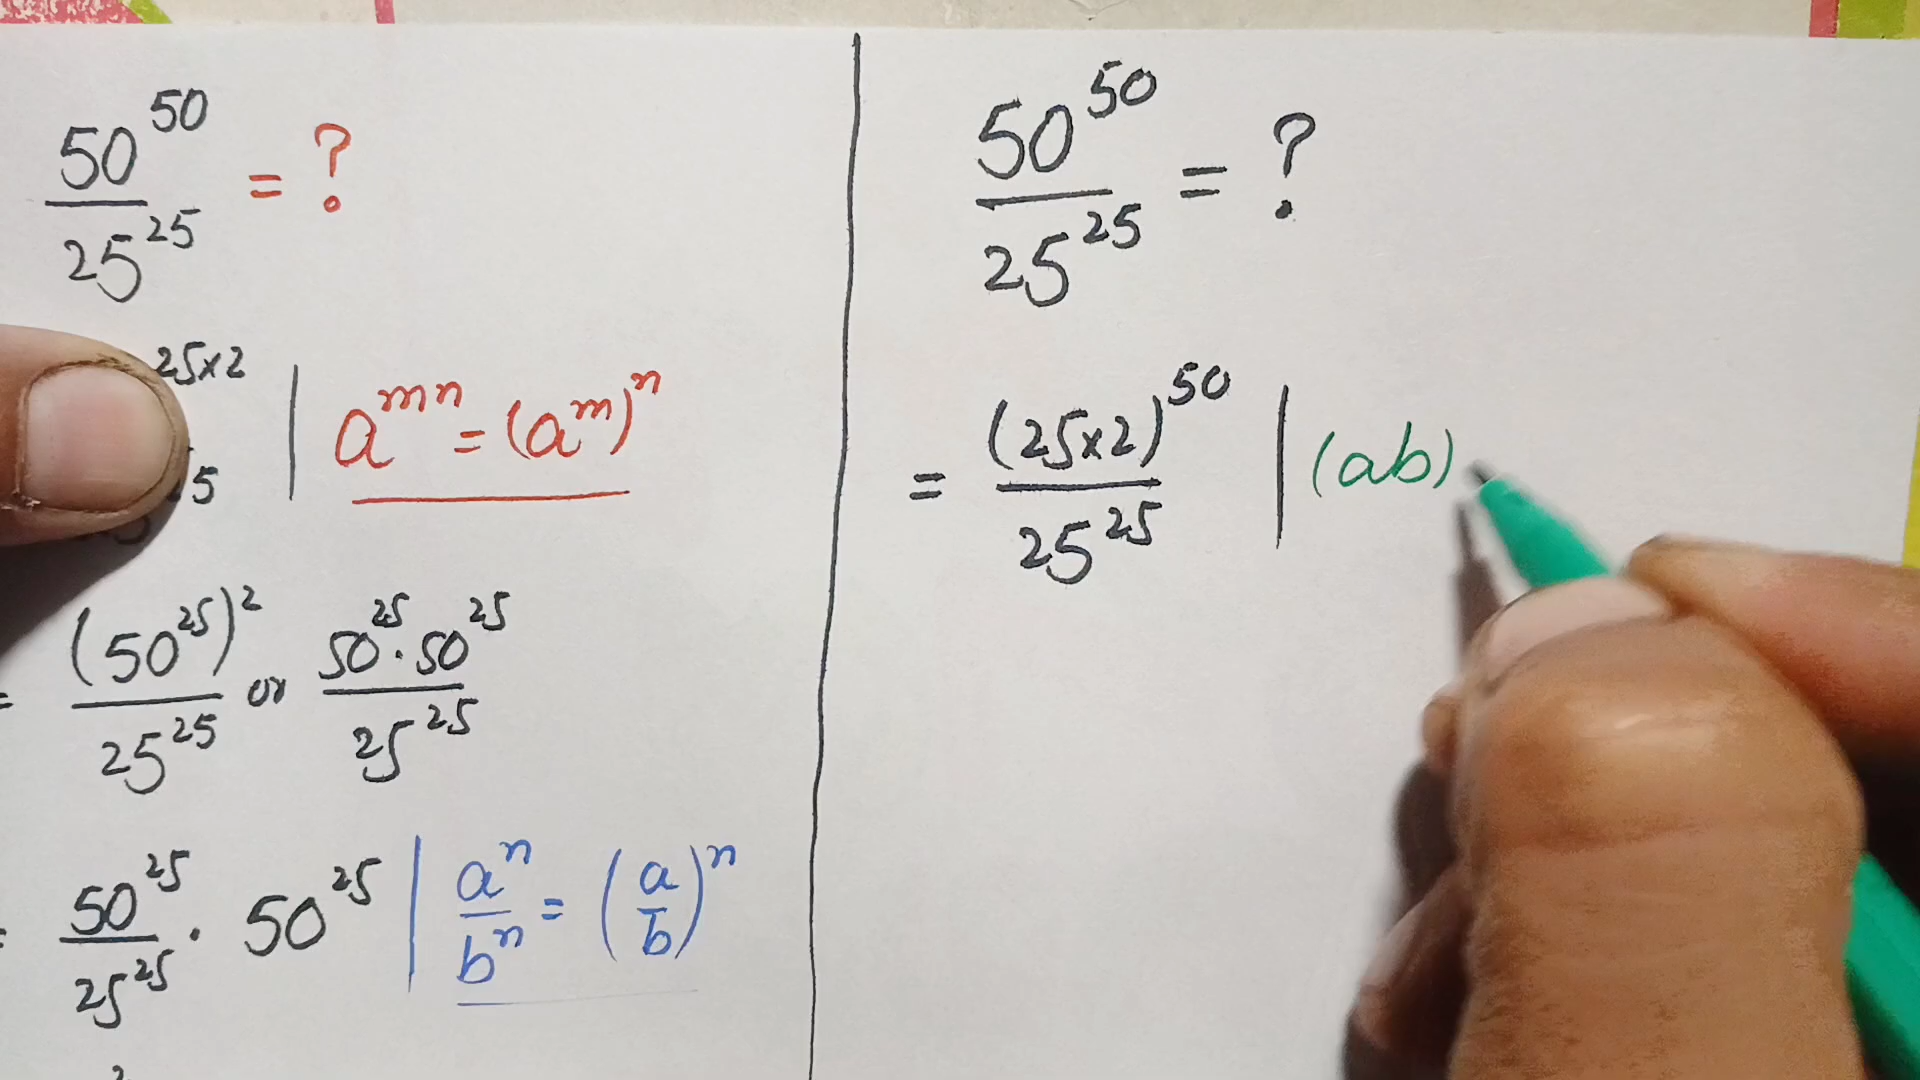 50^50 / 25^25 = ?
25×2 | a^mn = (a^m)^n
5
= (50^25)^2 / 25^25 or 50^25 · 50^25 / 25^25
= 50^25 / 25^25 · 50^25 | a^n / b^n = (a/b)^n
50^50 / 25^25 = ?
= (25×2)^50 / 25^25 | (ab)